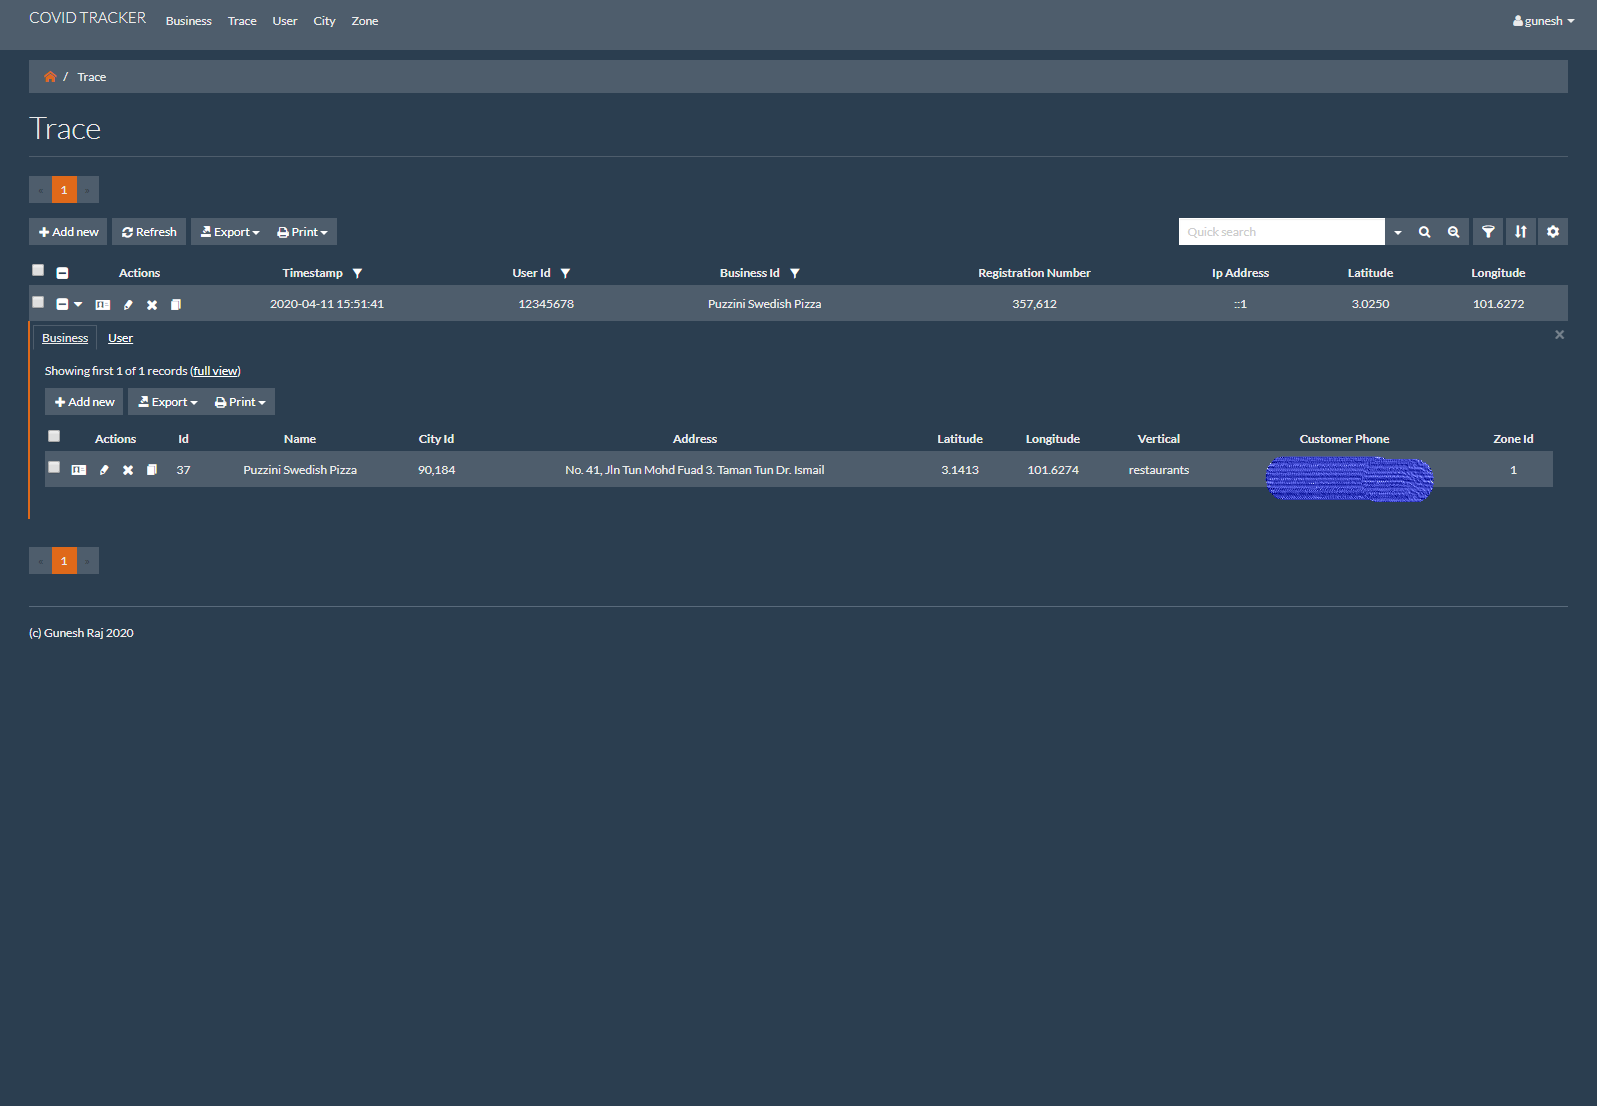 COVID TRACKER Business Trace User City Zone gunesh
/ Trace
Trace
« 1 »
Add new Refresh Export Print Quick search
Actions Timestamp User Id Business Id Registration Number Ip Address Latitude Longitude
2020-04-11 15:51:41 12345678 Puzzini Swedish Pizza 357,612 ::1 3.0250 101.6272
Business User ×
Showing first 1 of 1 records (full view)
Add new Export Print
Actions Id Name City Id Address Latitude Longitude Vertical Customer Phone Zone Id
37 Puzzini Swedish Pizza 90,184 No. 41, Jln Tun Mohd Fuad 3. Taman Tun Dr. Ismail 3.1413 101.6274 restaurants 1
« 1 »
(c) Gunesh Raj 2020